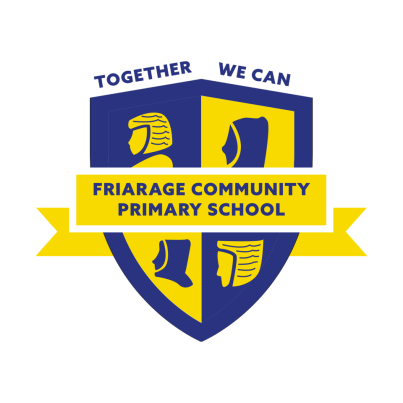 TOGETHER WE CAN
FRIARAGE COMMUNITY
PRIMARY SCHOOL